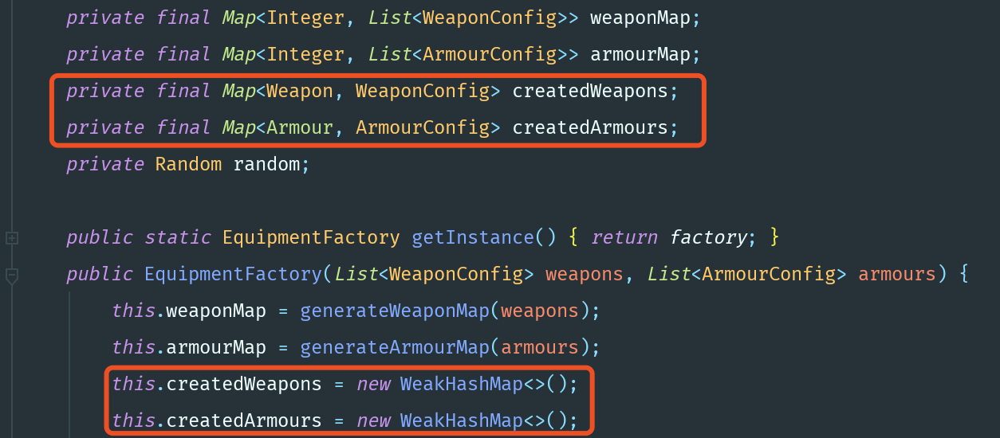 private final Map<Integer, List<WeaponConfig>> weaponMap;
private final Map<Integer, List<ArmourConfig>> armourMap;
private final Map<Weapon, WeaponConfig> createdWeapons;
private final Map<Armour, ArmourConfig> createdArmours;
private Random random;
public static EquipmentFactory getInstance() { return factory; }
public EquipmentFactory(List<WeaponConfig> weapons, List<ArmourConfig> armours) {
this.weaponMap = generateWeaponMap(weapons);
this.armourMap = generateArmourMap(armours);
this.createdWeapons = new WeakHashMap<>();
this.createdArmours = new WeakHashMap<>();